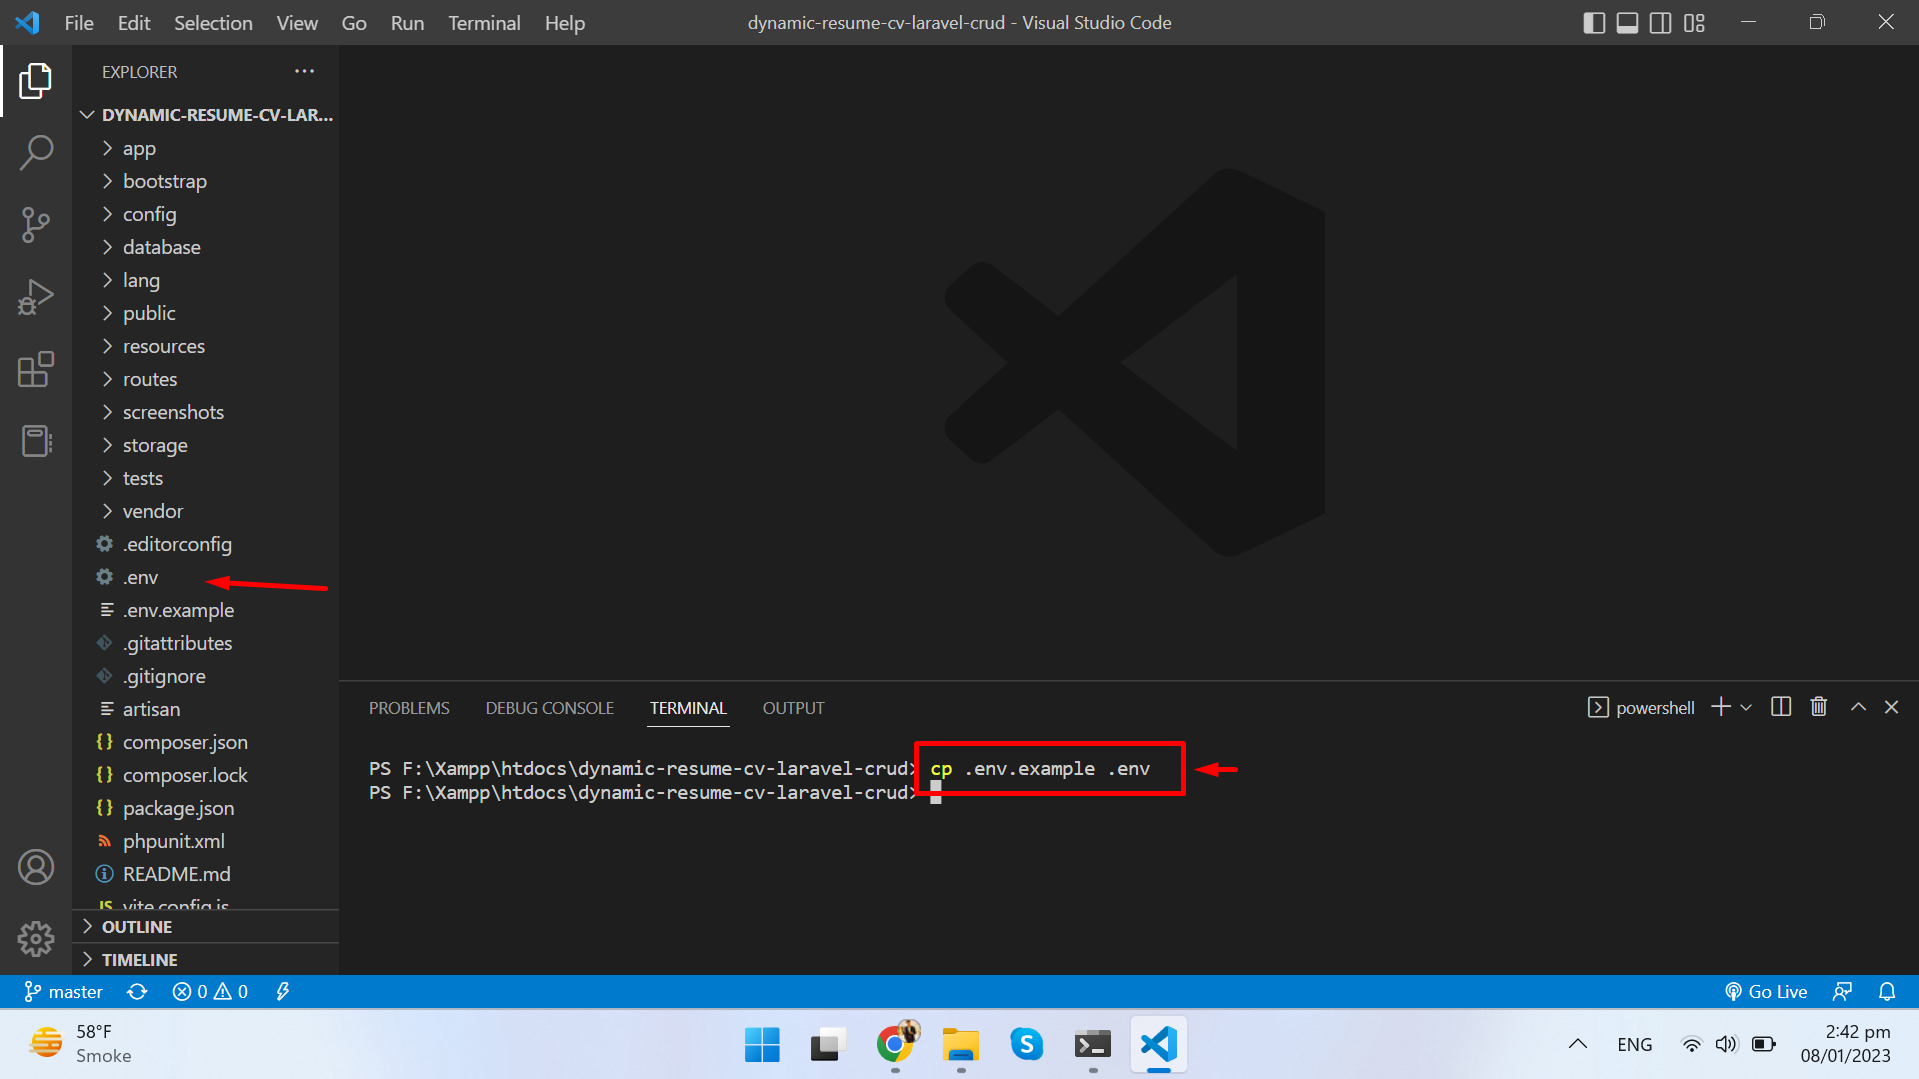 File Edit Selection View Go Run Terminal Help
dynamic-resume-cv-laravel-crud - Visual Studio Code
EXPLORER
DYNAMIC-RESUME-CV-LAR...
app
bootstrap
config
database
lang
public
resources
routes
screenshots
storage
tests
vendor
.editorconfig
.env
.env.example
.gitattributes
.gitignore
artisan
composer.json
composer.lock
package.json
phpunit.xml
README.md
JS vite.config.js
OUTLINE
TIMELINE
PROBLEMS DEBUG CONSOLE TERMINAL OUTPUT
powershell
PS F:\Xampp\htdocs\dynamic-resume-cv-laravel-crud> cp .env.example .env
PS F:\Xampp\htdocs\dynamic-resume-cv-laravel-crud>
master 0 0
Go Live
58°F
Smoke
ENG
2:42 pm
08/01/2023